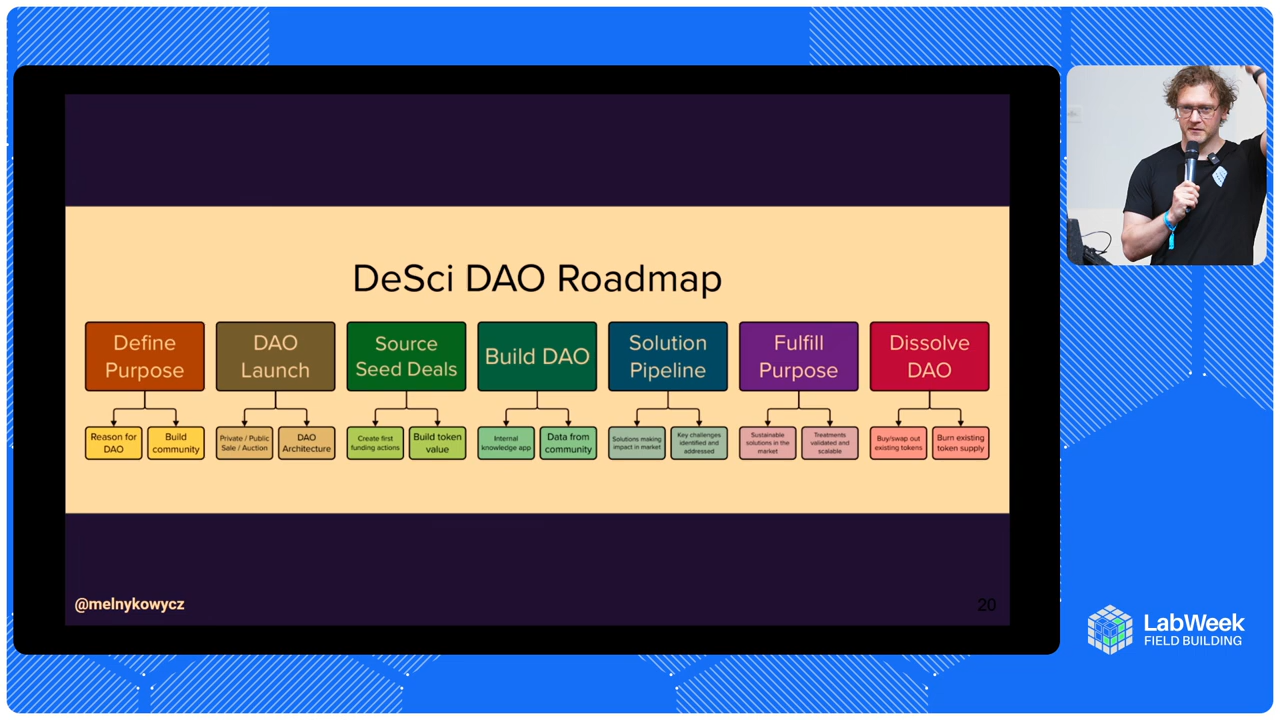 DeSci DAO Roadmap
Define
Purpose
DAO
Launch
Source
Seed Deals
Build DAO
Solution
Pipeline
Fulfill
Purpose
Dissolve
DAO
Reason for
DAO
Build
community
Private / Public
Sale / Auction
DAO
Architecture
Create first
funding actions
Build token
value
Internal
knowledge app
Data from
community
Solutions making
impact in market
Key challenges
identified and
addressed
Sustainable
solutions in the
market
Treatments
validated and
scalable
Buy/swap out
existing tokens
Burn existing
token supply
@melnykowycz
20
LabWeek
FIELD BUILDING